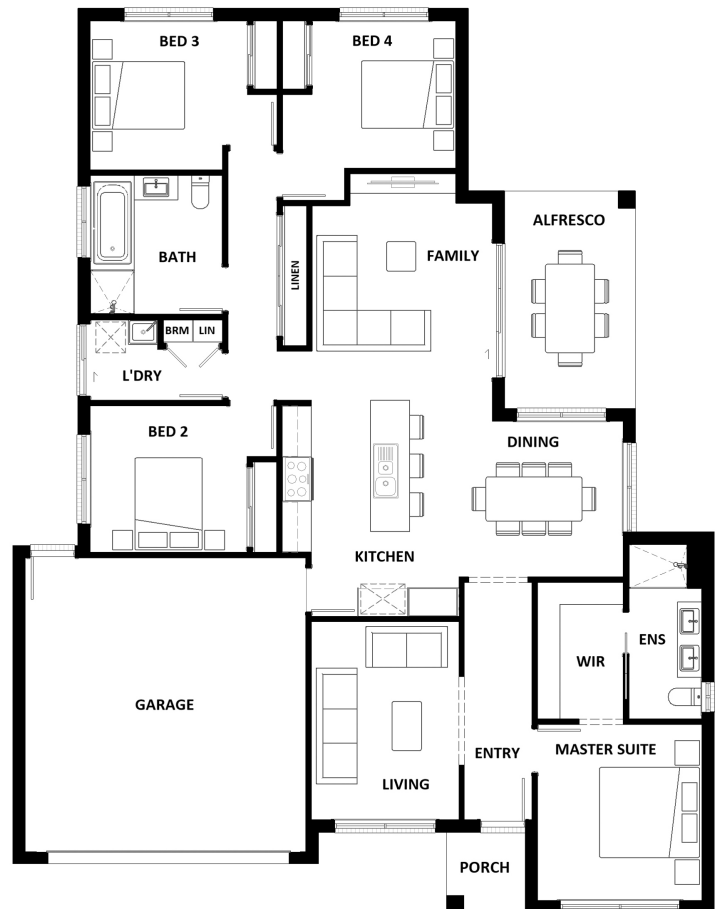 BED 3
BED 4
ALFRESCO
FAMILY
BATH
LINEN
BRM
LIN
L'DRY
BED 2
DINING
KITCHEN
ENS
WIR
GARAGE
MASTER SUITE
ENTRY
LIVING
PORCH